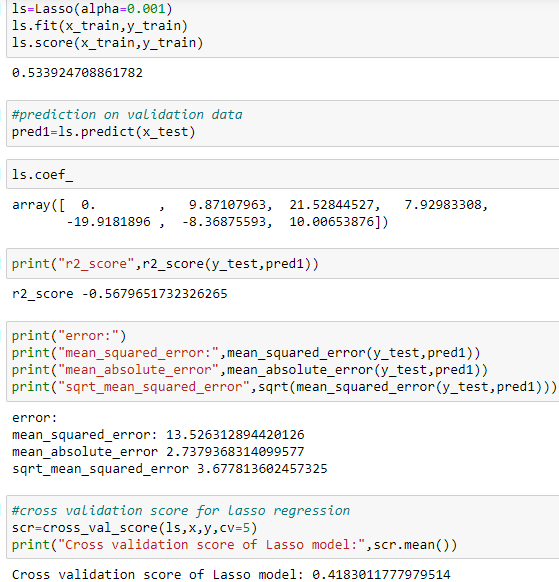 ls=Lasso(alpha=0.001)
ls.fit(x_train,y_train)
ls.score(x_train,y_train)
0.533924708861782
#prediction on validation data
pred1=ls.predict(x_test)
ls.coef_
array([  0.        ,   9.87107963,  21.52844527,   7.92983308,
       -19.9181896 ,  -8.36875593,  10.00653876])
print("r2_score",r2_score(y_test,pred1))
r2_score -0.5679651732326265
print("error:")
print("mean_squared_error:",mean_squared_error(y_test,pred1))
print("mean_absolute_error",mean_absolute_error(y_test,pred1))
print("sqrt_mean_squared_error",sqrt(mean_squared_error(y_test,pred1)))
error:
mean_squared_error: 13.526312894420126
mean_absolute_error 2.7379368314099577
sqrt_mean_squared_error 3.677813602457325
#cross validation score for lasso regression
scr=cross_val_score(ls,x,y,cv=5)
print("Cross validation score of Lasso model:",scr.mean())
Cross validation score of Lasso model: 0.4183011777979514